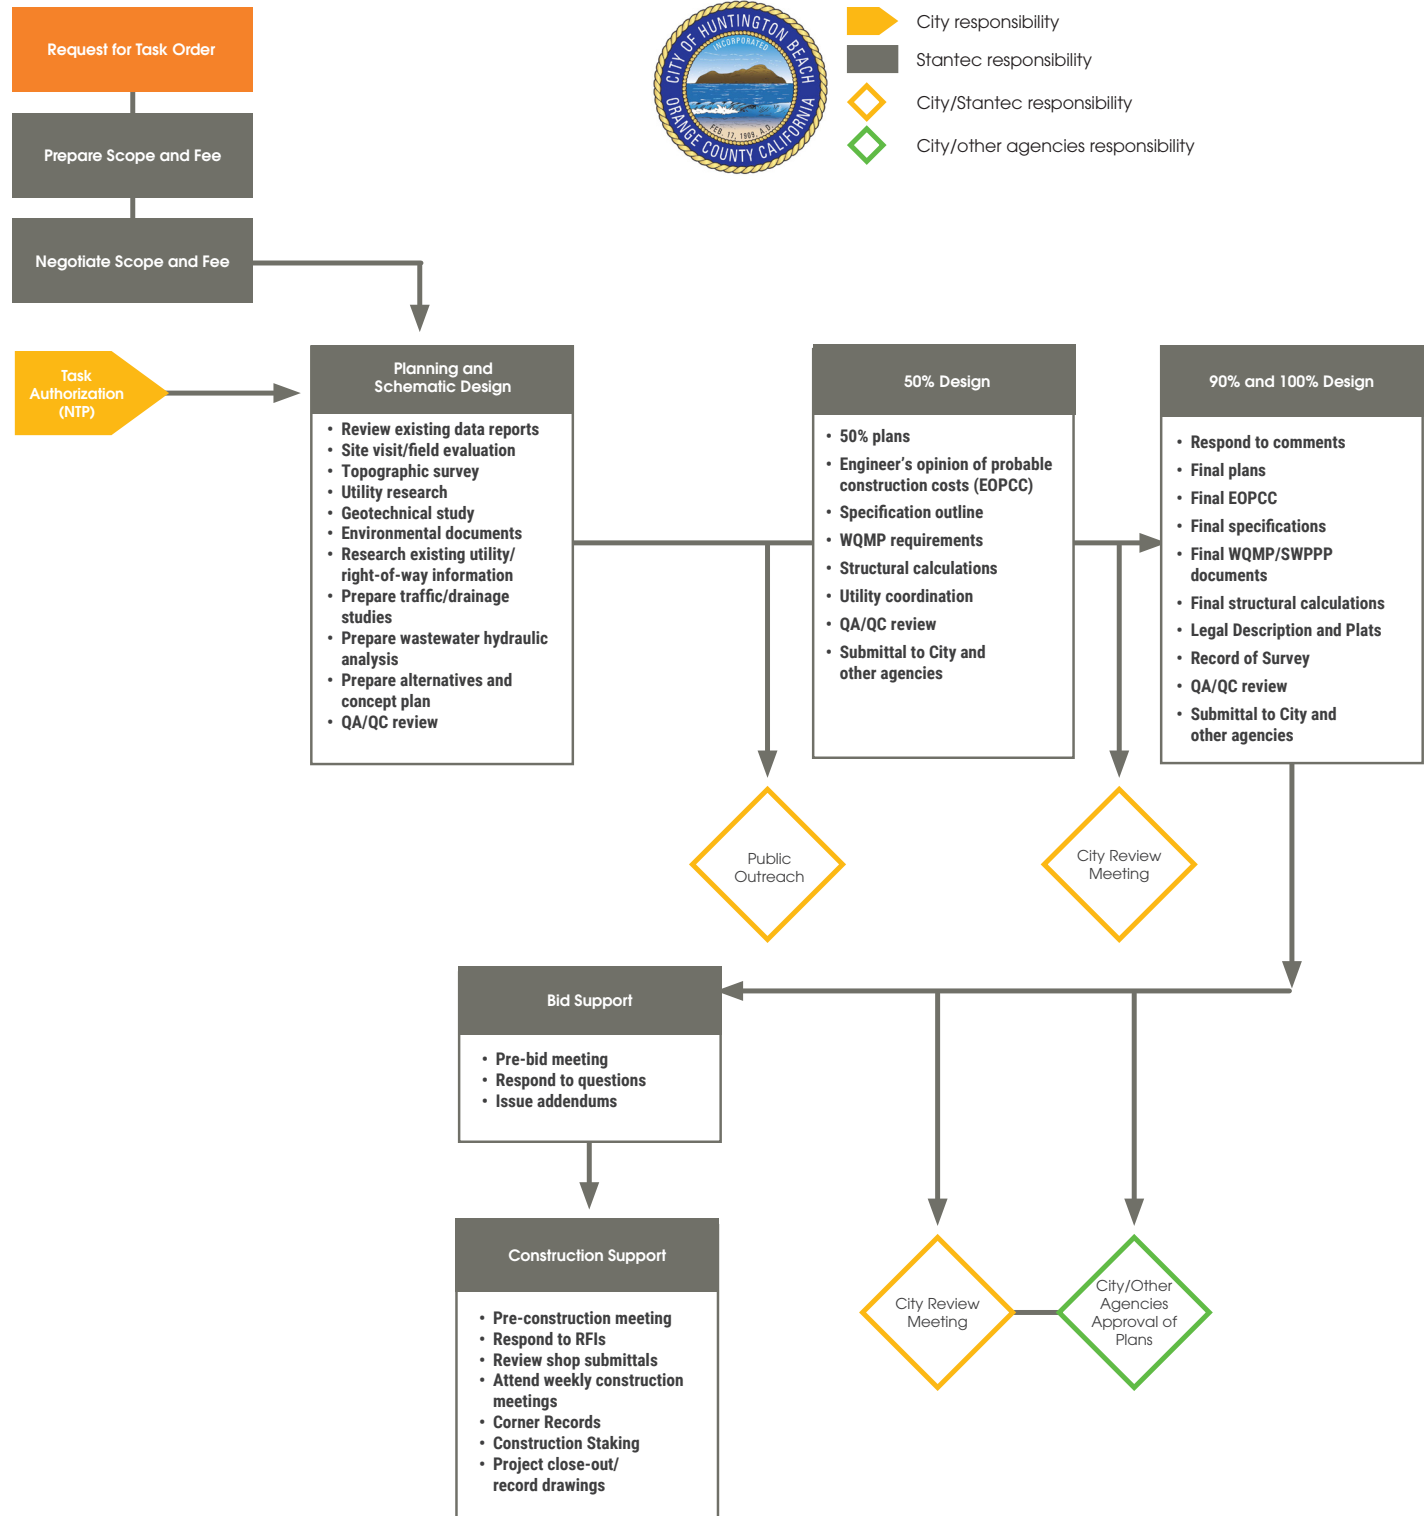 Request for Task Order
Prepare Scope and Fee
Negotiate Scope and Fee
CITY OF HUNTINGTON BEACH
INCORPORATED
FEB. 17, 1909, A.D.
ORANGE COUNTY CALIFORNIA
City responsibility
Stantec responsibility
City/Stantec responsibility
City/other agencies responsibility
Task
Authorization
(NTP)
Planning and
Schematic Design
• Review existing data reports
• Site visit/field evaluation
• Topographic survey
• Utility research
• Geotechnical study
• Environmental documents
• Research existing utility/
right-of-way information
• Prepare traffic/drainage
studies
• Prepare wastewater hydraulic
analysis
• Prepare alternatives and
concept plan
• QA/QC review
50% Design
• 50% plans
• Engineer's opinion of probable
construction costs (EOPCC)
• Specification outline
• WQMP requirements
• Structural calculations
• Utility coordination
• QA/QC review
• Submittal to City and
other agencies
90% and 100% Design
• Respond to comments
• Final plans
• Final EOPCC
• Final specifications
• Final WQMP/SWPPP
documents
• Final structural calculations
• Legal Description and Plats
• Record of Survey
• QA/QC review
• Submittal to City and
other agencies
Public
Outreach
City Review
Meeting
Bid Support
• Pre-bid meeting
• Respond to questions
• Issue addendums
Construction Support
• Pre-construction meeting
• Respond to RFIs
• Review shop submittals
• Attend weekly construction
meetings
• Corner Records
• Construction Staking
• Project close-out/
record drawings
City Review
Meeting
City/Other
Agencies
Approval of
Plans